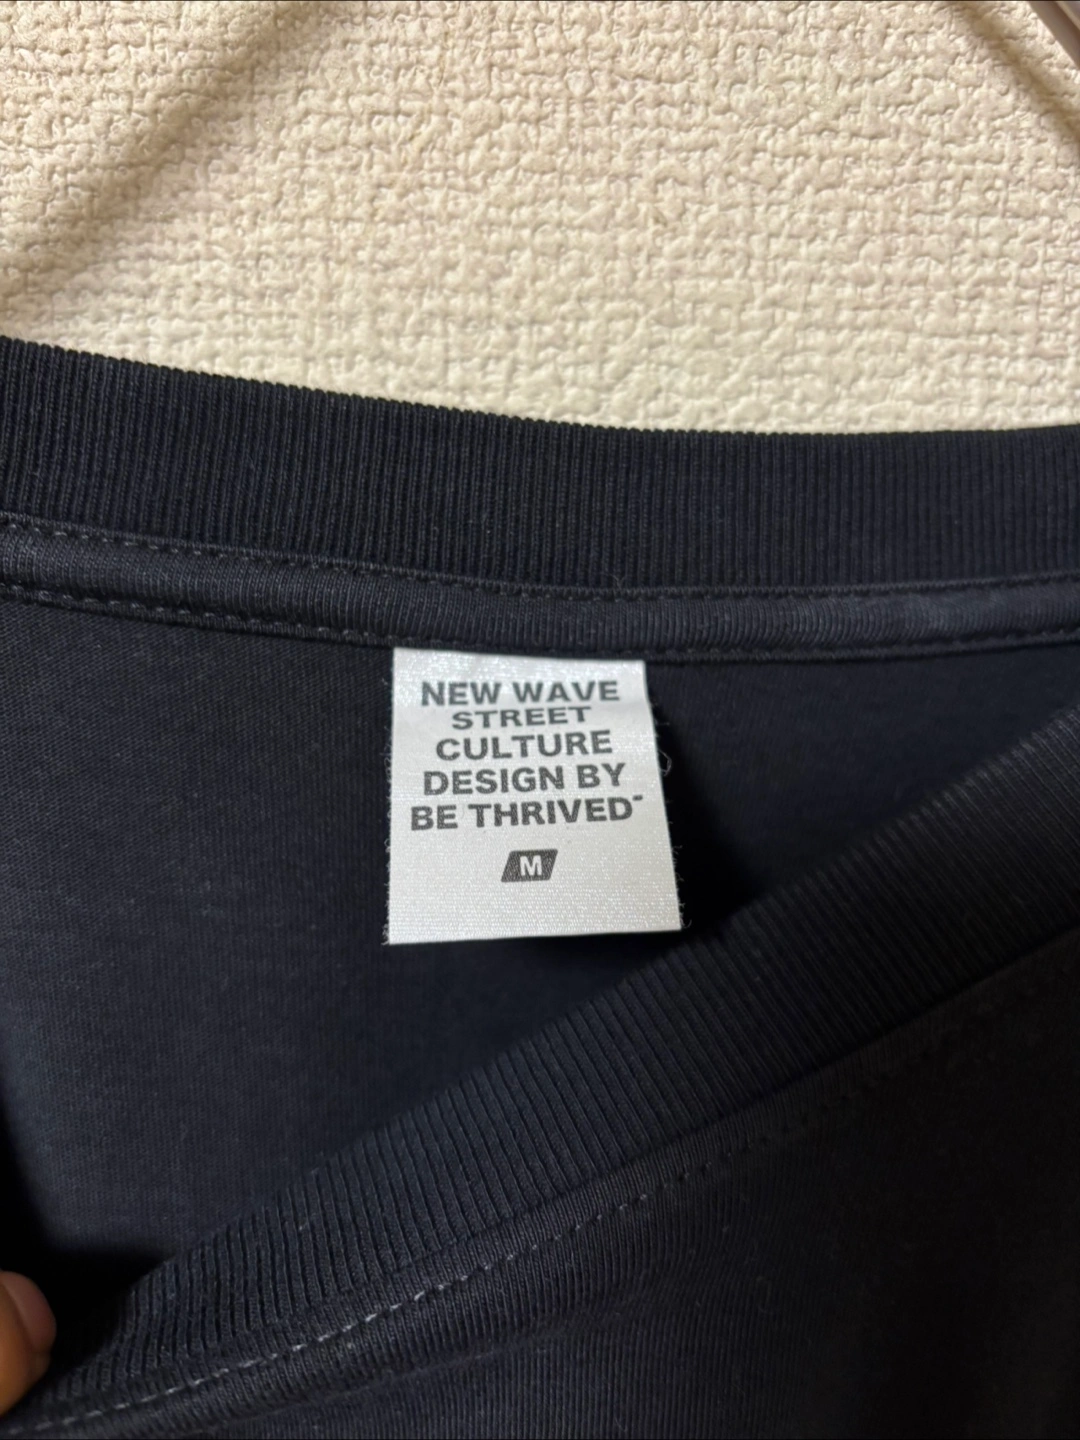 NEW WAVE
STREET
CULTURE
DESIGN BY
BE THRIVED-
M